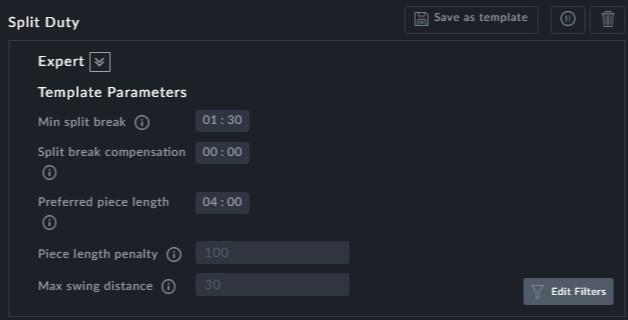 Split Duty
Save as template
Expert
Template Parameters
Min split break
01 : 30
Split break compensation
00 : 00
Preferred piece length
04 : 00
Piece length penalty
100
Max swing distance
30
Edit Filters